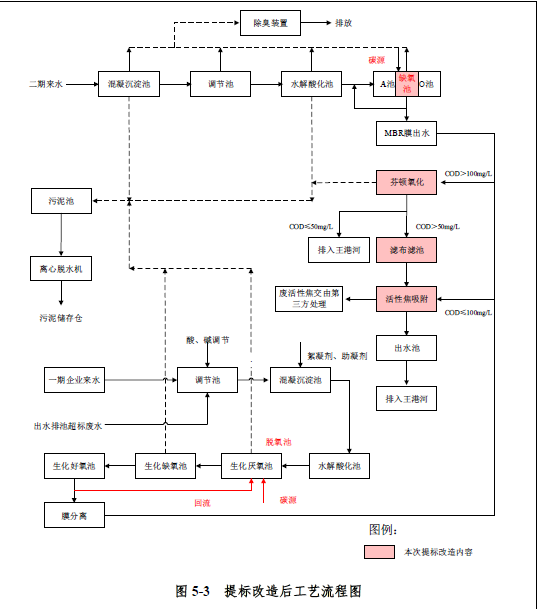 除臭装置
排放
碳源
二期来水
混凝沉淀池
调节池
水解酸化池
A池
缺氧池
O池
MBR膜出水
COD＞100mg/L
芬顿氧化
污泥池
COD≤50mg/L
COD＞50mg/L
排入王港河
滤布滤池
离心脱水机
废活性焦交由第三方处理
活性焦吸附
COD≤100mg/L
污泥储存仓
酸、碱调节
絮凝剂、助凝剂
出水池
一期企业来水
调节池
混凝沉淀池
排入王港河
出水排池超标废水
脱氧池
生化好氧池
生化缺氧池
生化厌氧池
水解酸化池
回流
碳源
膜分离
图例：
本次提标改造内容
图 5-3 提标改造后工艺流程图